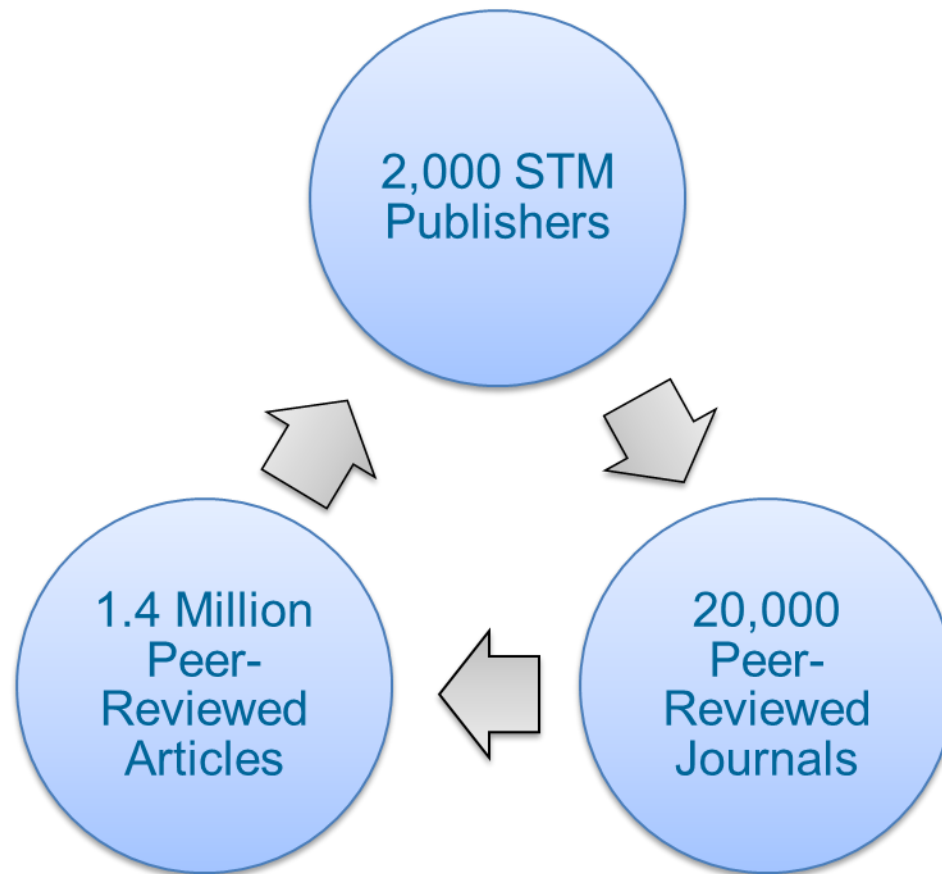 2,000 STM
Publishers
1.4 Million
Peer-
Reviewed
Articles
20,000
Peer-
Reviewed
Journals